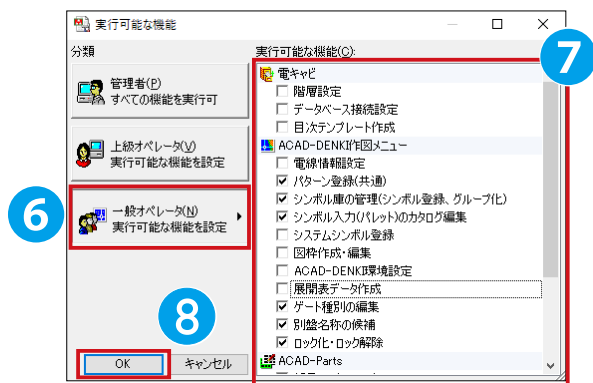 実行可能な機能
分類
実行可能な機能(C):
7
管理者(P)
すべての機能を実行可
上級オペレータ(V)
実行可能な機能を設定
6
一般オペレータ(N)
実行可能な機能を設定
電キャビ
階層設定
データベース接続設定
目次テンプレート作成
ACAD-DENKI作図メニュー
電線情報設定
パターン登録(共通)
シンボル庫の管理(シンボル登録、グループ化)
シンボル入力(パレット)のカタログ編集
システムシンボル登録
図枠作成・編集
ACAD-DENKI環境設定
展開表データ作成
ゲート種別の編集
別盤名称の候補
ロック化・ロック解除
ACAD-Parts
8
OK
キャンセル